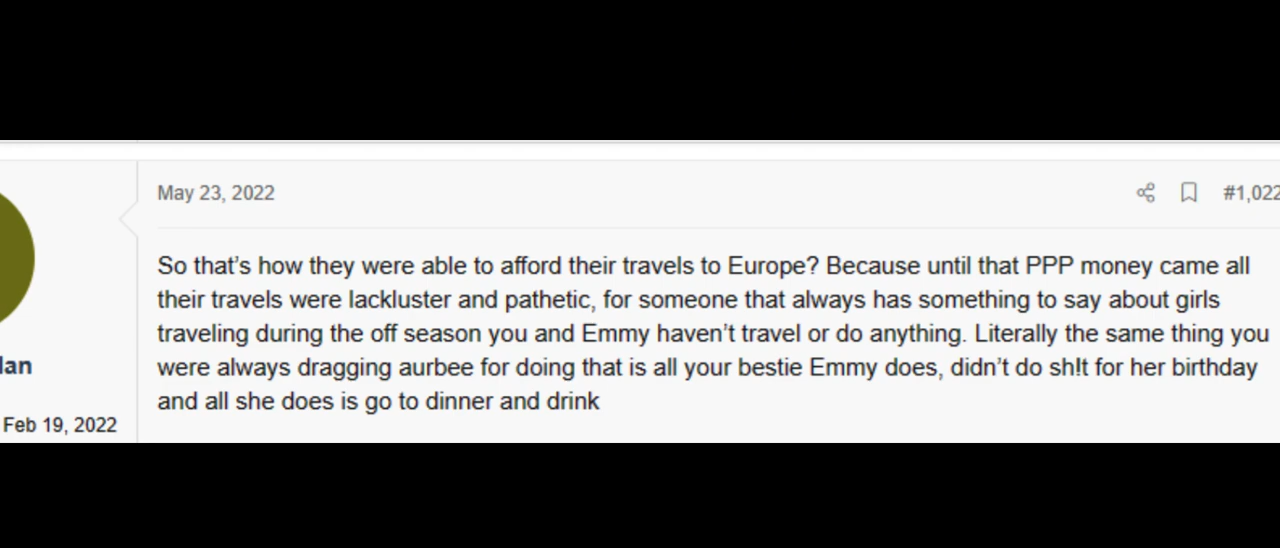 May 23, 2022
#1,022
So that’s how they were able to afford their travels to Europe? Because until that PPP money came all
their travels were lackluster and pathetic, for someone that always has something to say about girls
traveling during the off season you and Emmy haven’t travel or do anything. Literally the same thing you
were always dragging aurbee for doing that is all your bestie Emmy does, didn’t do sh!t for her birthday
and all she does is go to dinner and drink
Feb 19, 2022